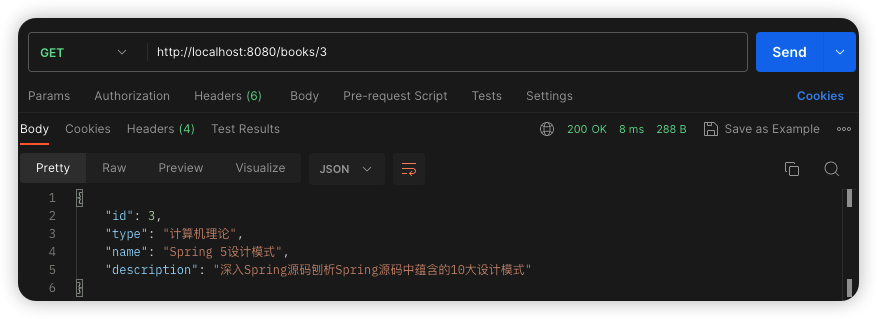 GET http://localhost:8080/books/3 Send
Params Authorization Headers (6) Body Pre-request Script Tests Settings Cookies
Body Cookies Headers (4) Test Results 200 OK 8 ms 288 B Save as Example
Pretty Raw Preview Visualize JSON
1 {
2 "id": 3,
3 "type": "计算机理论",
4 "name": "Spring 5设计模式",
5 "description": "深入Spring源码刨析Spring源码中蕴含的10大设计模式"
6 }